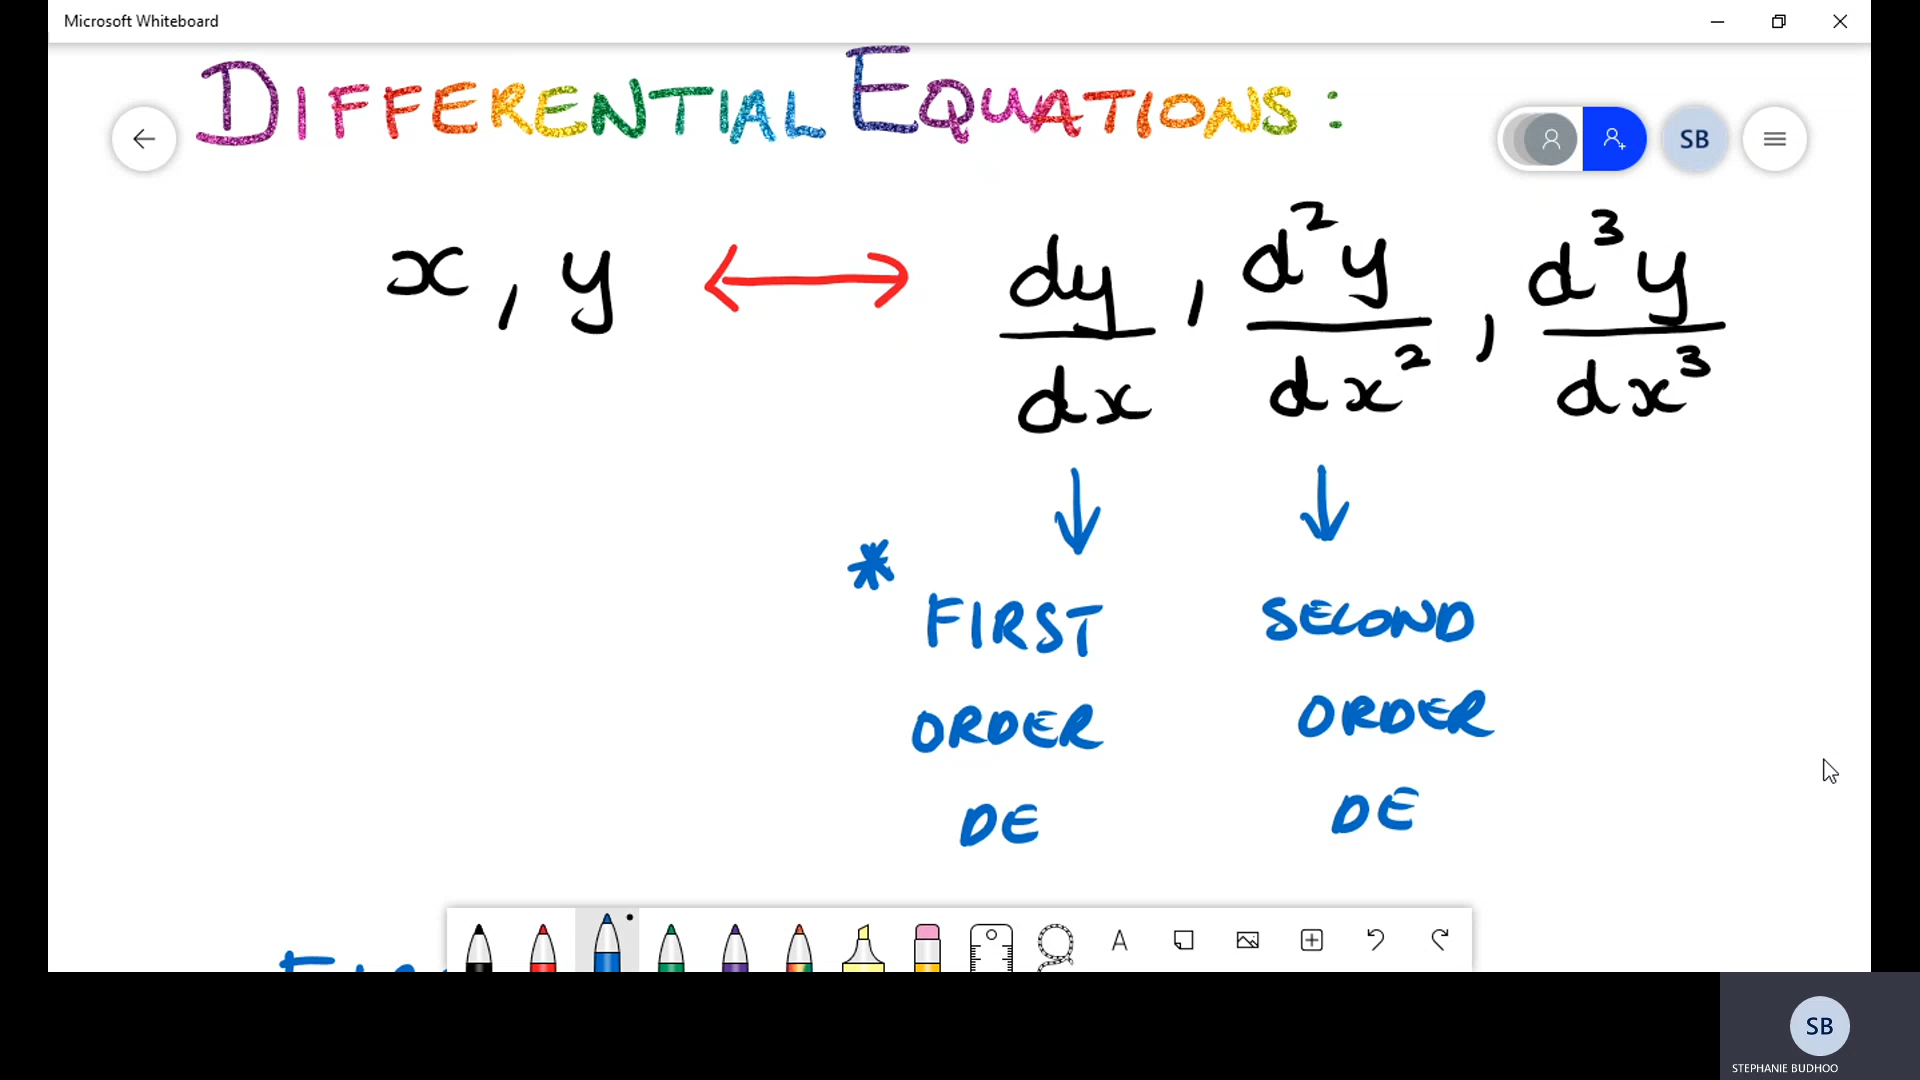 Microsoft Whiteboard
DIFFERENTIAL EQUATIONS :
SB
x , y ⟷ dy/dx , d²y/dx² , d³y/dx³
*
FIRST SECOND
ORDER ORDER
DE DE
A
SB
STEPHANIE BUDHOO